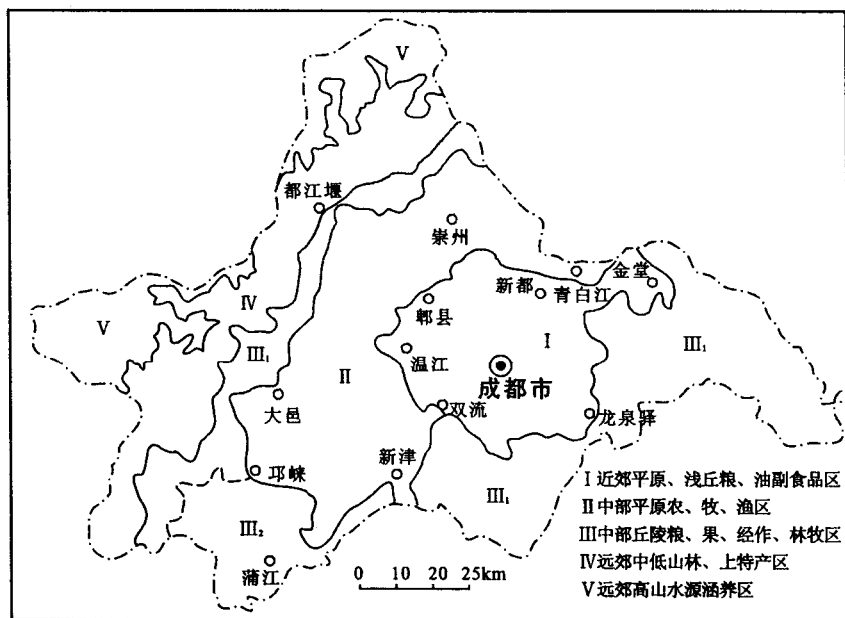 V
都江堰
崇州
金堂
新都
青白江
郫县
V
IV
I
III₁
III₁
温江
II
成都市
大邑
双流
龙泉驿
邛崃
新津
III₁
III₂
蒲江
0 10 20 25km
I 近郊平原、浅丘粮、油副食品区
II 中部平原农、牧、渔区
III 中部丘陵粮、果、经作、林牧区
IV 远郊中低山林、上特产区
V 远郊高山水源涵养区